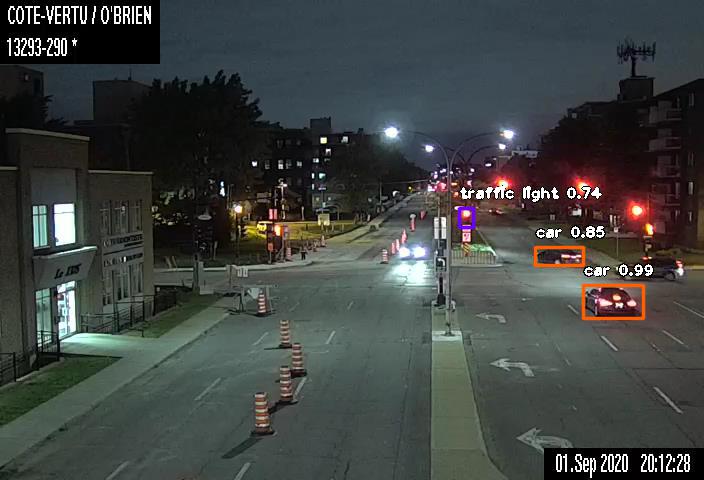 COTE-VERTU / O'BRIEN
13293-290 *
traffic light 0.74
car 0.85
car 0.99
Le
01.Sep 2020 20:12:28